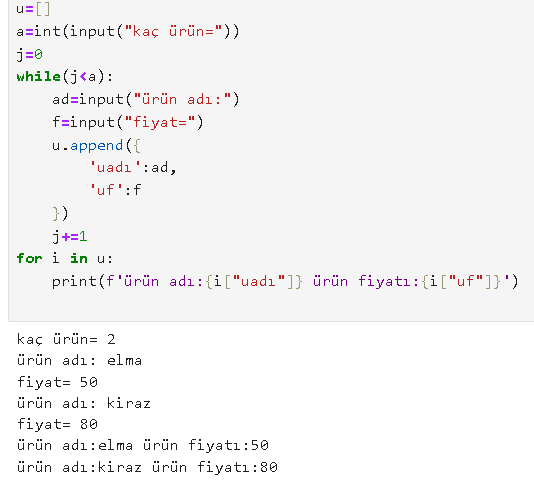 u=[]
a=int(input("kaç ürün="))
j=0
while(j<a):
    ad=input("ürün adı:")
    f=input("fiyat=")
    u.append({
        'uadı':ad,
        'uf':f
    })
    j+=1
for i in u:
    print(f'ürün adı:{i["uadı"]} ürün fiyatı:{i["uf"]}')
kaç ürün= 2
ürün adı: elma
fiyat= 50
ürün adı: kiraz
fiyat= 80
ürün adı:elma ürün fiyatı:50
ürün adı:kiraz ürün fiyatı:80